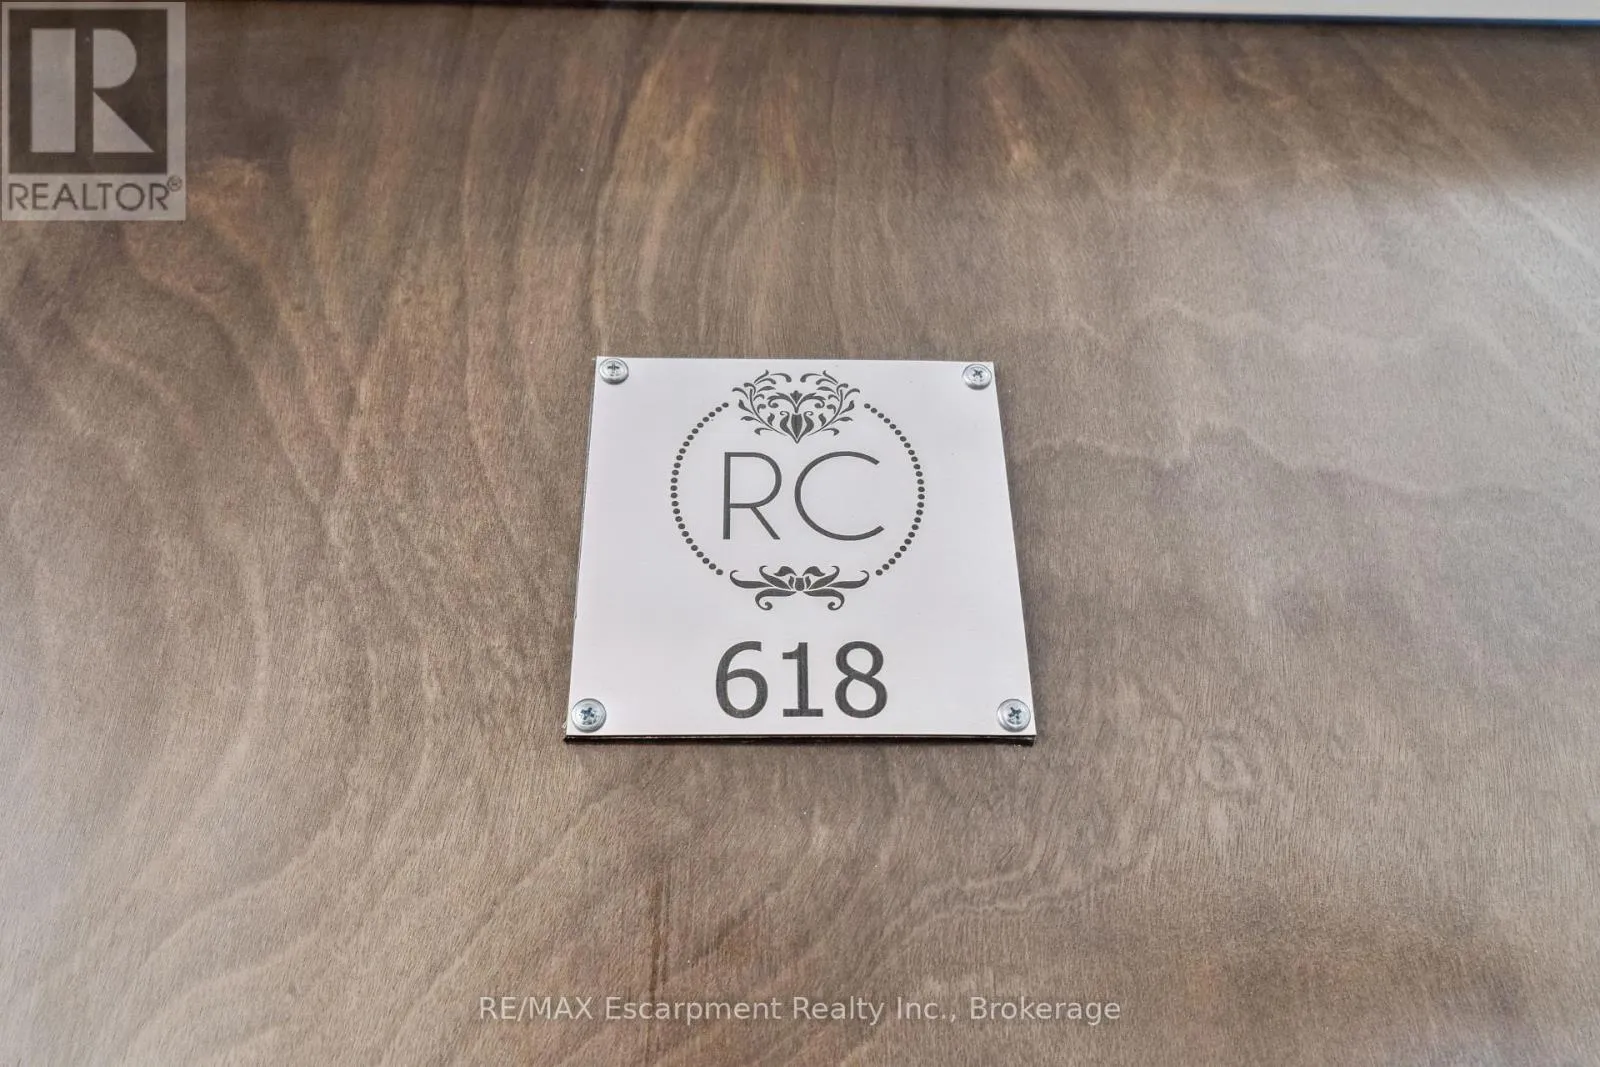 REALTOR®
RC
618
RE/MAX Escarpment Realty Inc., Brokerage